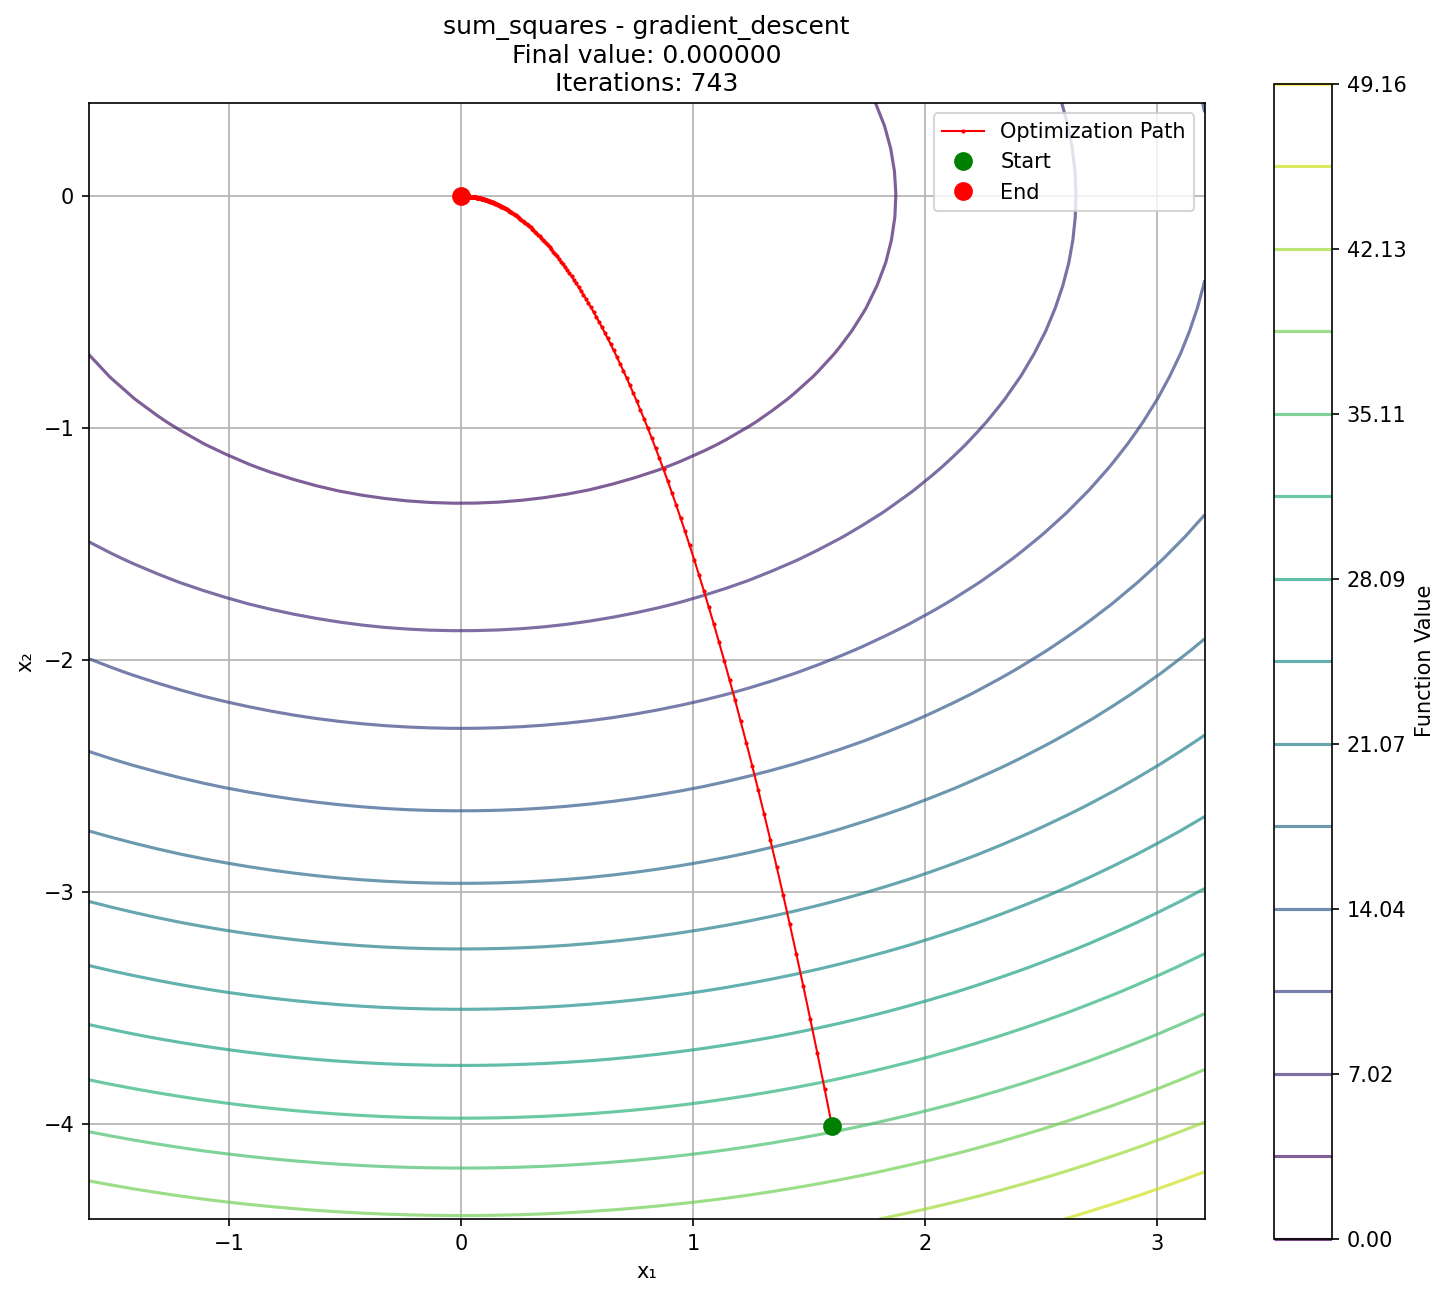 sum_squares - gradient_descent
Final value: 0.000000
Iterations: 743
Optimization Path
Start
End
0
−1
−2
−3
−4
x₂
−1
0
1
2
3
x₁
49.16
42.13
35.11
28.09
21.07
14.04
7.02
0.00
Function Value